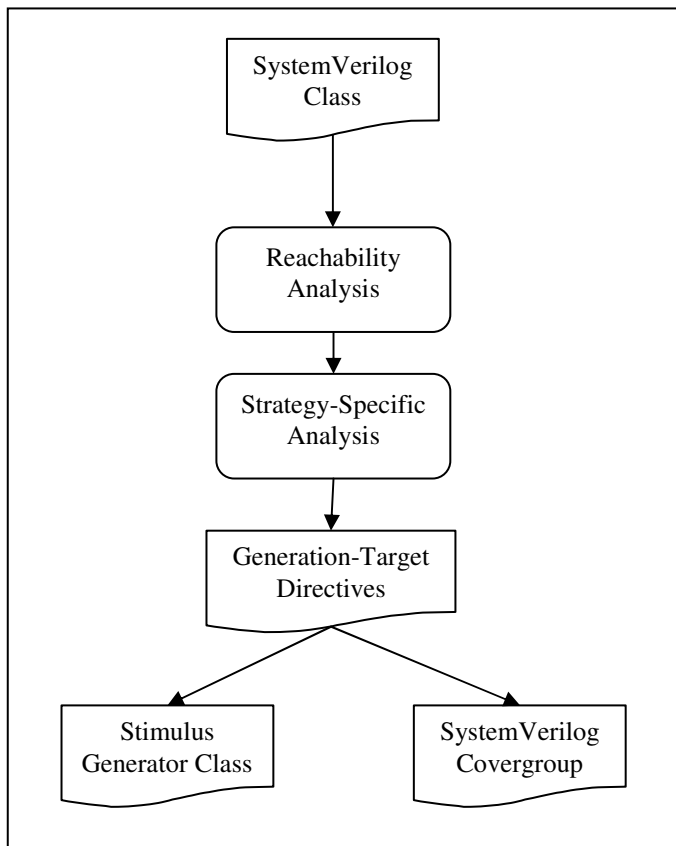 SystemVerilog
Class
Reachability
Analysis
Strategy-Specific
Analysis
Generation-Target
Directives
Stimulus
Generator Class
SystemVerilog
Covergroup